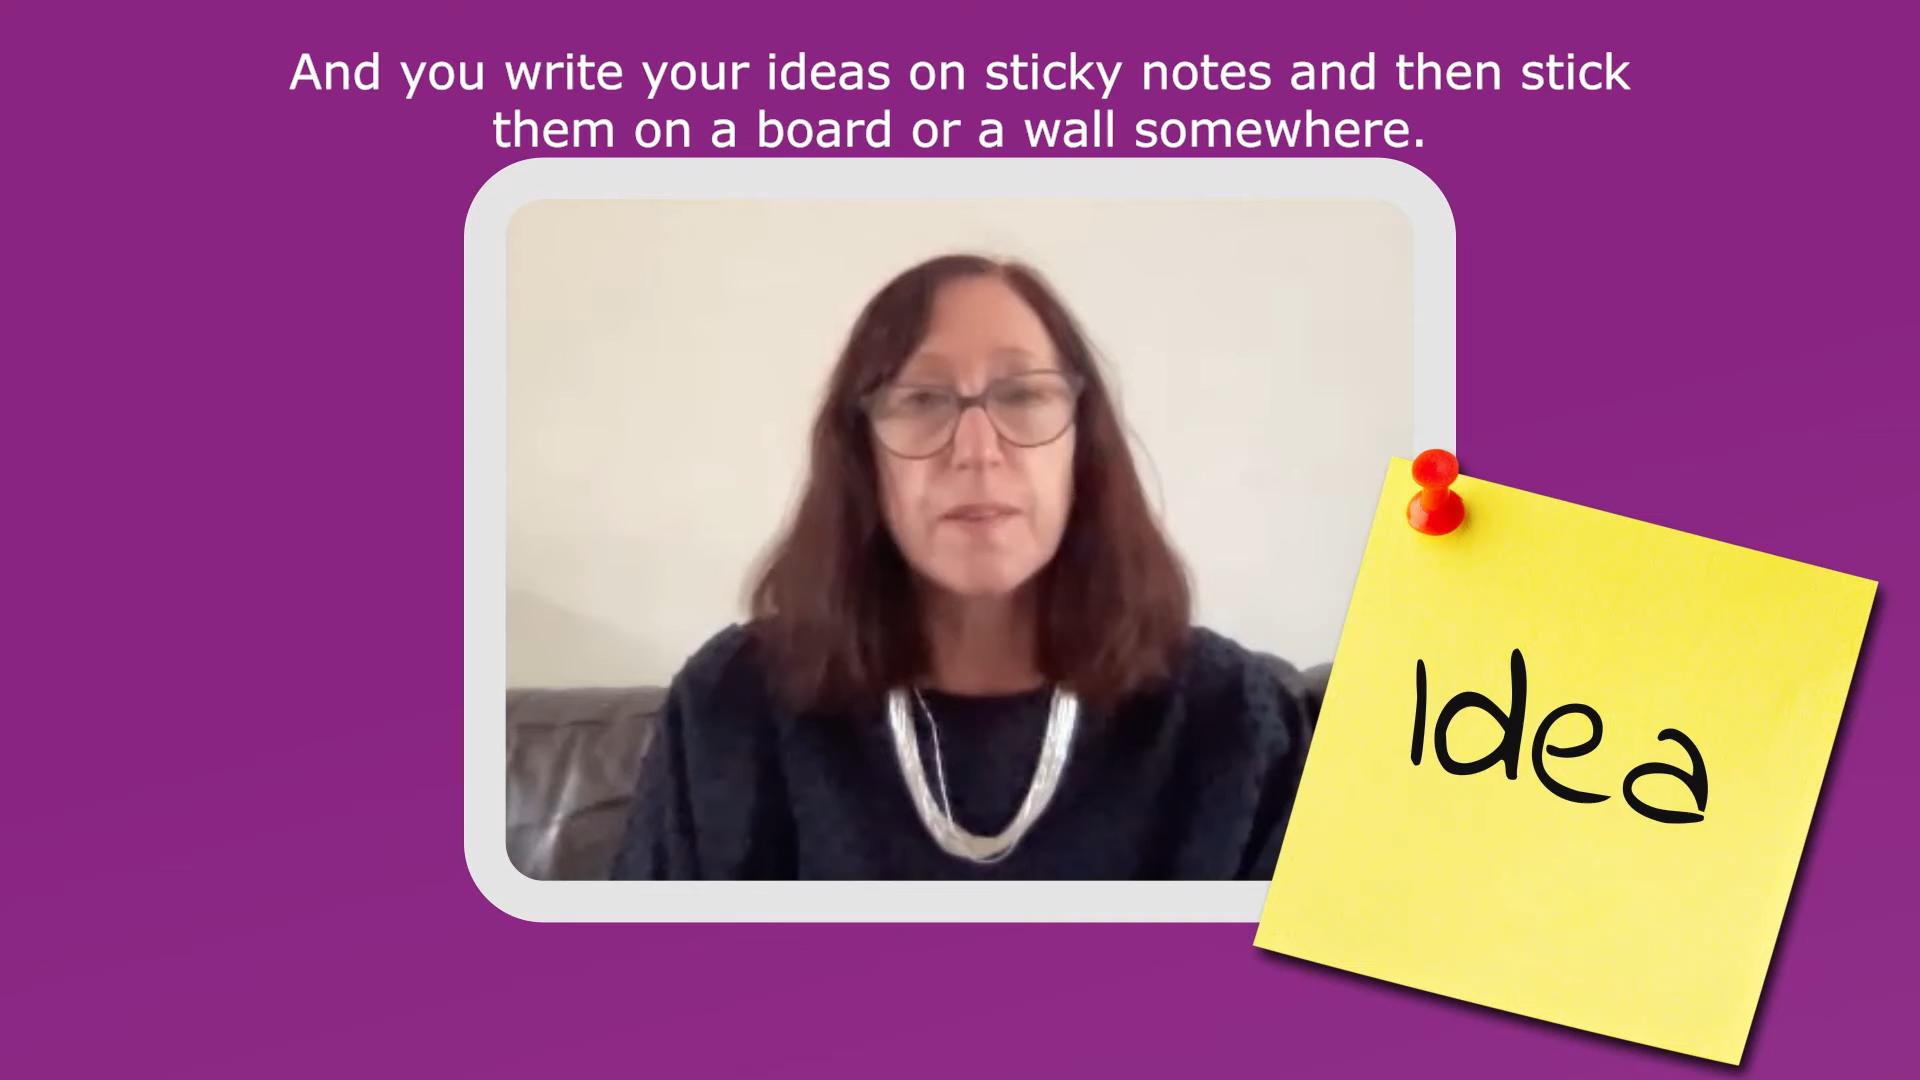 And you write your ideas on sticky notes and then stick
them on a board or a wall somewhere.
Idea